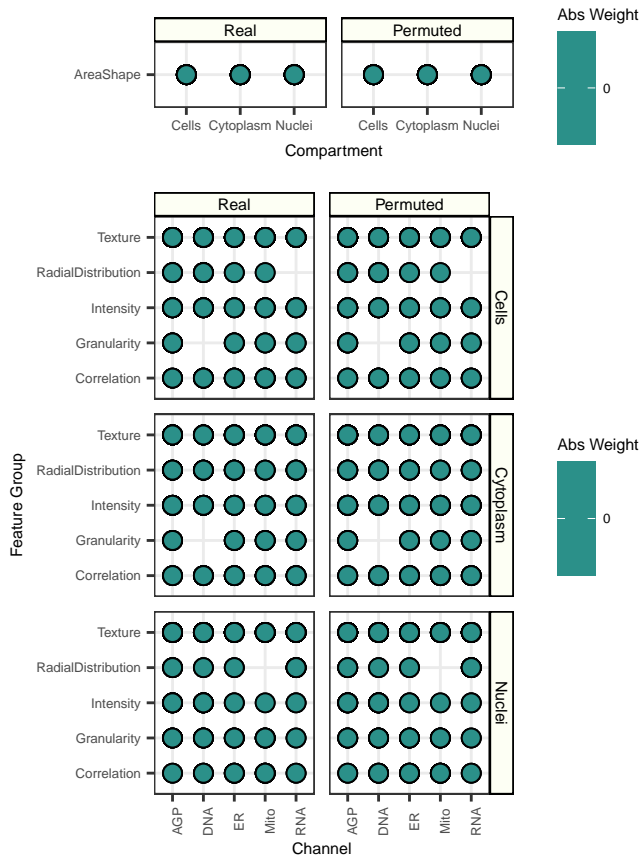 Real Permuted
AreaShape
Cells Cytoplasm Nuclei Cells Cytoplasm Nuclei
Compartment
Abs Weight
0
Real Permuted
Feature Group
Texture
RadialDistribution
Intensity
Granularity
Correlation
Cells
Texture
RadialDistribution
Intensity
Granularity
Correlation
Cytoplasm
Texture
RadialDistribution
Intensity
Granularity
Correlation
Nuclei
AGP DNA ER Mito RNA AGP DNA ER Mito RNA
Channel
Abs Weight
0